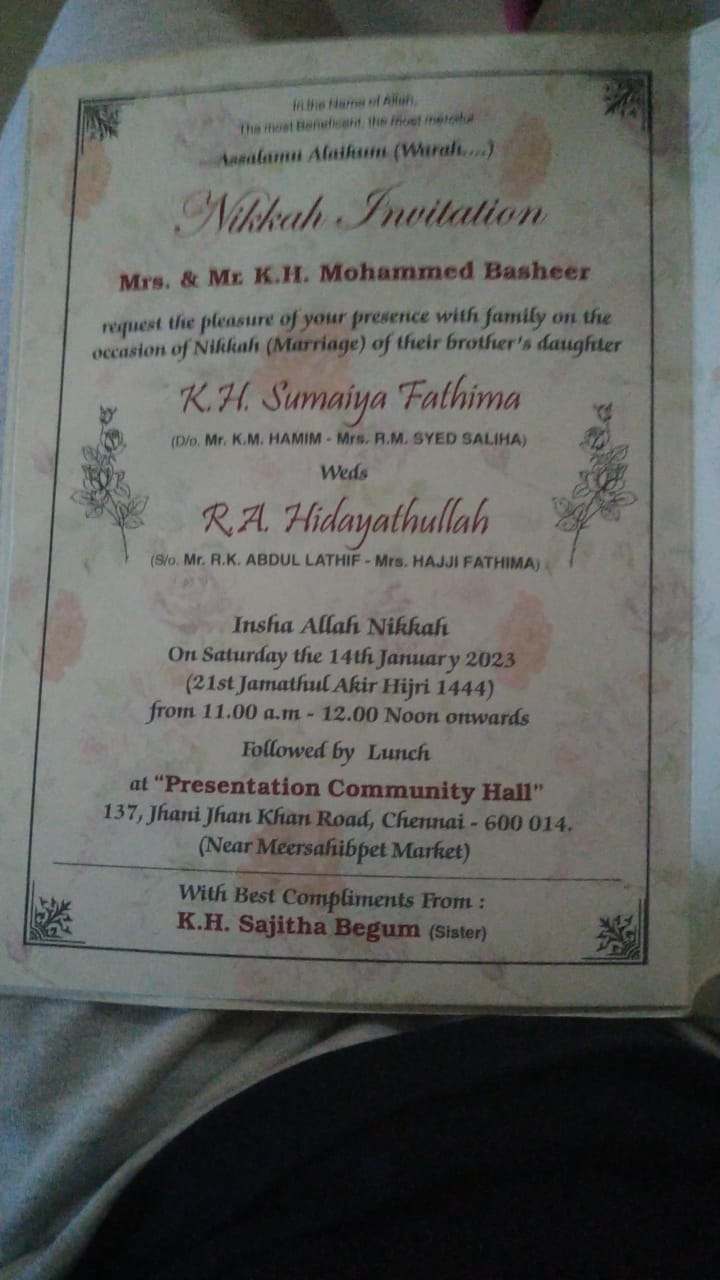 In the Name of Allah,
The most Beneficent, the most merciful
Assalamu Alaikum (Warah....)
Nikkah Invitation
Mrs. & Mr. K.H. Mohammed Basheer
request the pleasure of your presence with family on the
occasion of Nikkah (Marriage) of their brother's daughter
K.H. Sumaiya Fathima
(D/o. Mr. K.M. HAMIM - Mrs. R.M. SYED SALIHA)
Weds
R.A. Hidayathullah
(S/o. Mr. R.K. ABDUL LATHIF - Mrs. HAJJI FATHIMA)
Insha Allah Nikkah
On Saturday the 14th January 2023
(21st Jamathul Akir Hijri 1444)
from 11.00 a.m - 12.00 Noon onwards
Followed by Lunch
at "Presentation Community Hall"
137, Jhani Jhan Khan Road, Chennai - 600 014.
(Near Meersahibpet Market)
With Best Compliments From :
K.H. Sajitha Begum (Sister)